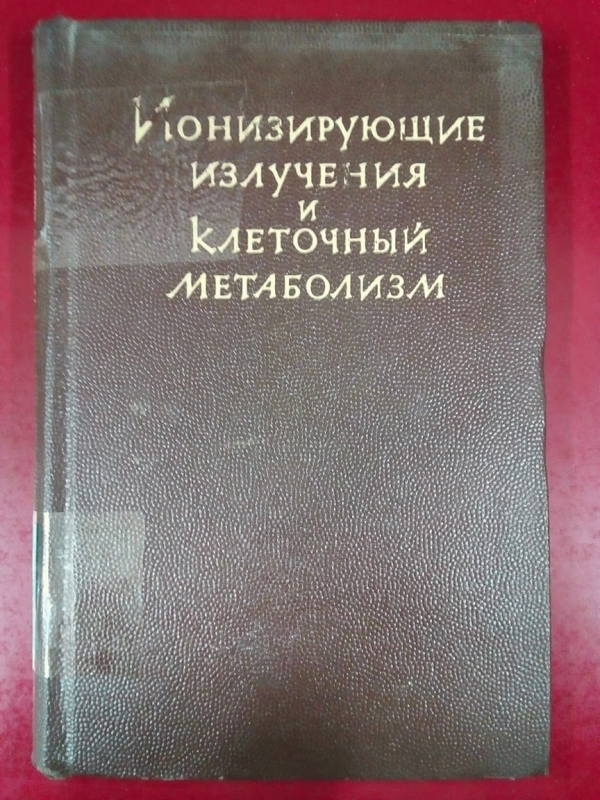 Ионизирующие
излучения
и
клеточный
метаболизм